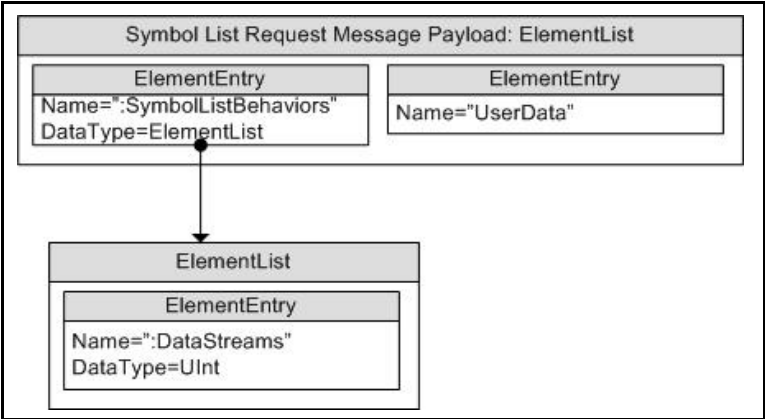 Symbol List Request Message Payload: ElementList
ElementEntry
Name=":SymbolListBehaviors"
DataType=ElementList
ElementEntry
Name="UserData"
ElementList
ElementEntry
Name=":DataStreams"
DataType=UInt